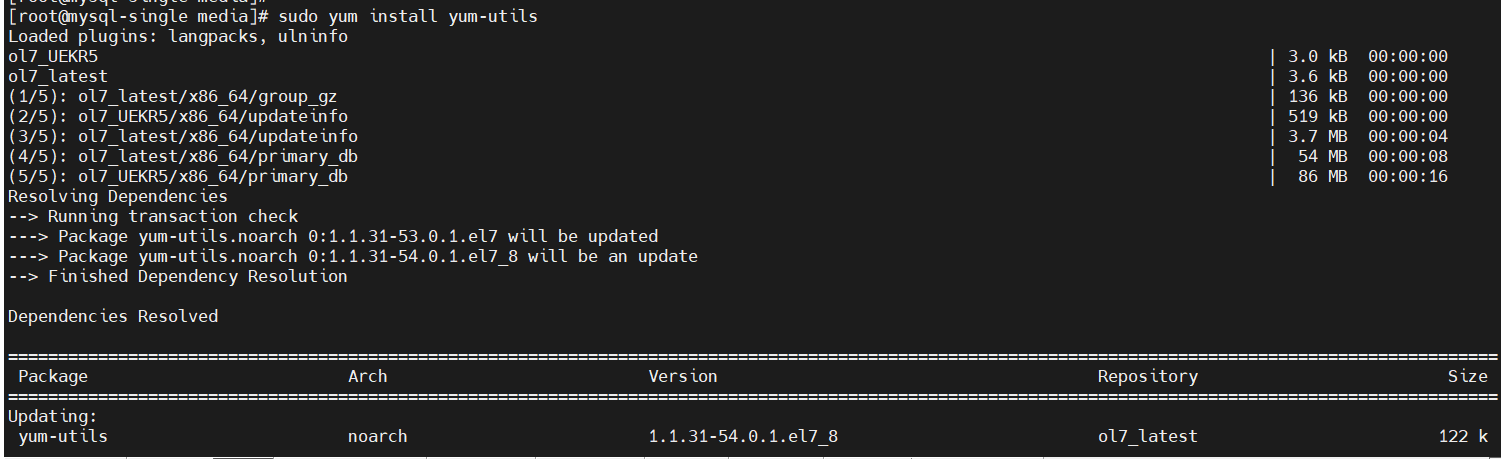 [root@mysql-single media]#
[root@mysql-single media]# sudo yum install yum-utils
Loaded plugins: langpacks, ulninfo
ol7_UEKR5 | 3.0 kB 00:00:00
ol7_latest | 3.6 kB 00:00:00
(1/5): ol7_latest/x86_64/group_gz | 136 kB 00:00:00
(2/5): ol7_UEKR5/x86_64/updateinfo | 519 kB 00:00:00
(3/5): ol7_latest/x86_64/updateinfo | 3.7 MB 00:00:04
(4/5): ol7_latest/x86_64/primary_db | 54 MB 00:00:08
(5/5): ol7_UEKR5/x86_64/primary_db | 86 MB 00:00:16
Resolving Dependencies
--> Running transaction check
---> Package yum-utils.noarch 0:1.1.31-53.0.1.el7 will be updated
---> Package yum-utils.noarch 0:1.1.31-54.0.1.el7_8 will be an update
--> Finished Dependency Resolution
Dependencies Resolved
Package Arch Version Repository Size
Updating:
yum-utils noarch 1.1.31-54.0.1.el7_8 ol7_latest 122 k